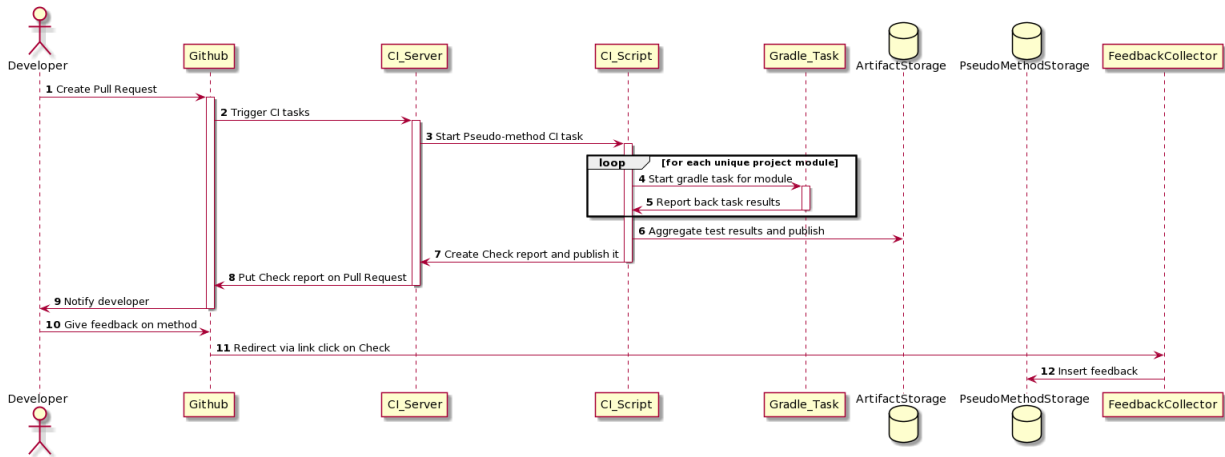 Developer
Github
CI_Server
CI_Script
Gradle_Task
ArtifactStorage
PseudoMethodStorage
FeedbackCollector
1 Create Pull Request
2 Trigger CI tasks
3 Start Pseudo-method CI task
loop [for each unique project module]
4 Start gradle task for module
5 Report back task results
6 Aggregate test results and publish
7 Create Check report and publish it
8 Put Check report on Pull Request
9 Notify developer
10 Give feedback on method
11 Redirect via link click on Check
12 Insert feedback
Developer
Github
CI_Server
CI_Script
Gradle_Task
ArtifactStorage
PseudoMethodStorage
FeedbackCollector